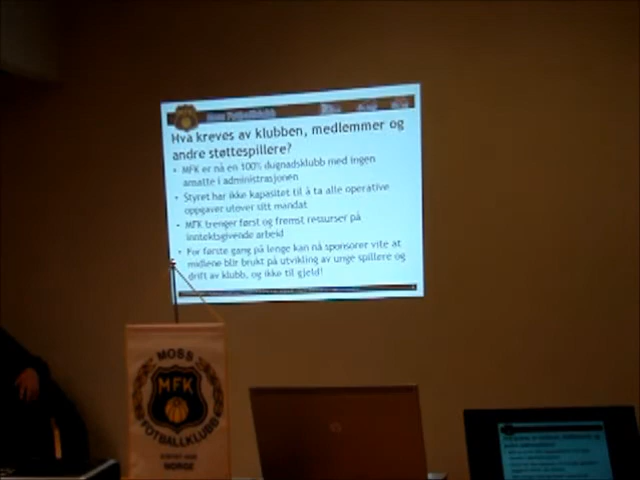 Moss Fotballklubb
Hva kreves av klubben, medlemmer og
andre støttespillere?
• MFK er nå en 100% dugnadsklubb med ingen
ansatte i administrasjonen
• Styret har ikke kapasitet til å ta alle operative
oppgaver utover sitt mandat
• MFK trenger først og fremst ressurser på
inntektsgivende arbeid
• For første gang på lenge kan nå sponsorer vite at
midlene blir brukt på utvikling av unge spillere og
drift av klubb, og ikke til gjeld!
MOSS
MFK
FOTBALLKLUBB
NORGE
hp